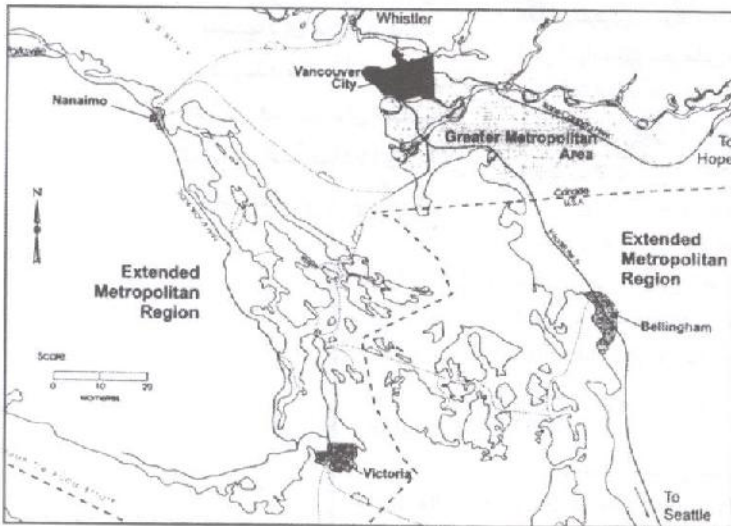 Whistler
Vancouver
City
Nanaimo
Greater Metropolitan
Area
To
Hope
Canada
U.S.A.
N
Extended
Metropolitan
Region
Extended
Metropolitan
Region
Bellingham
Scale
0 10 20
Victoria
To
Seattle